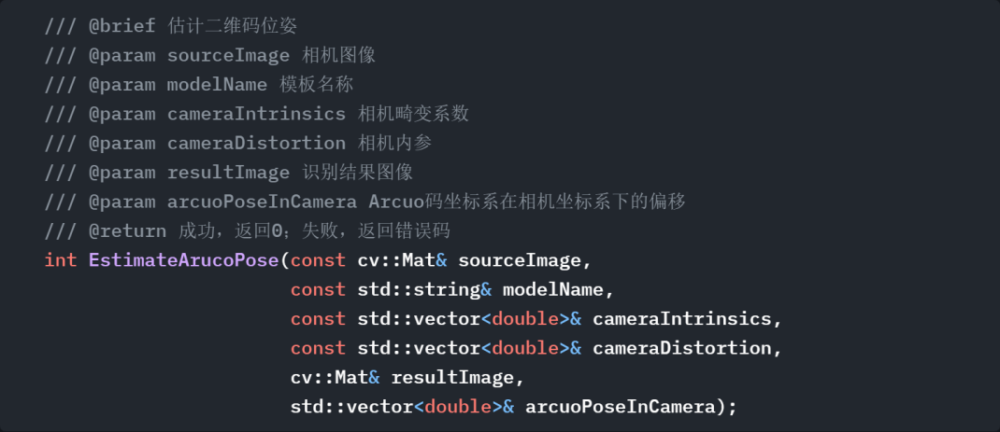 /// @brief 估计二维码位姿
/// @param sourceImage 相机图像
/// @param modelName 模板名称
/// @param cameraIntrinsics 相机畸变系数
/// @param cameraDistortion 相机内参
/// @param resultImage 识别结果图像
/// @param arcuoPoseInCamera Arcuo码坐标系在相机坐标系下的偏移
/// @return 成功，返回0；失败，返回错误码
int EstimateArucoPose(const cv::Mat& sourceImage,
const std::string& modelName,
const std::vector<double>& cameraIntrinsics,
const std::vector<double>& cameraDistortion,
cv::Mat& resultImage,
std::vector<double>& arcuoPoseInCamera);